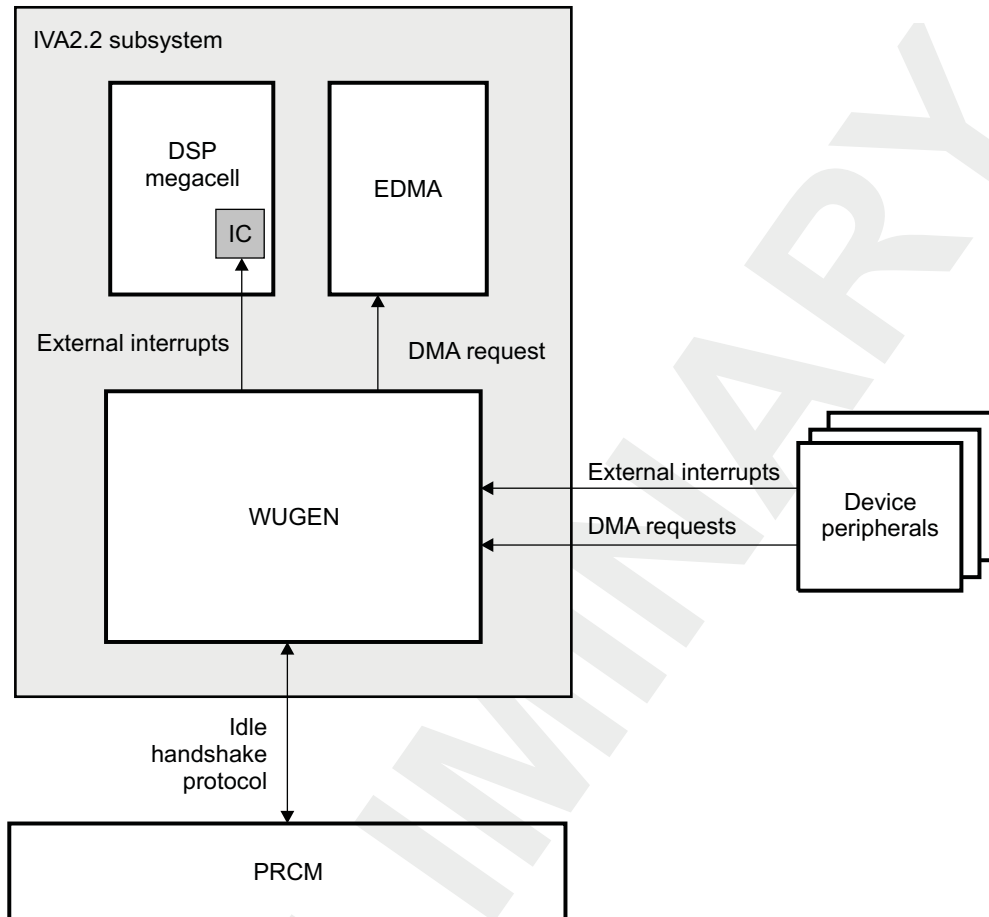 IVA2.2 subsystem
DSP
megacell
IC
EDMA
External interrupts
DMA request
WUGEN
External interrupts
DMA requests
Device
peripherals
Idle
handshake
protocol
PRCM
IMINARY